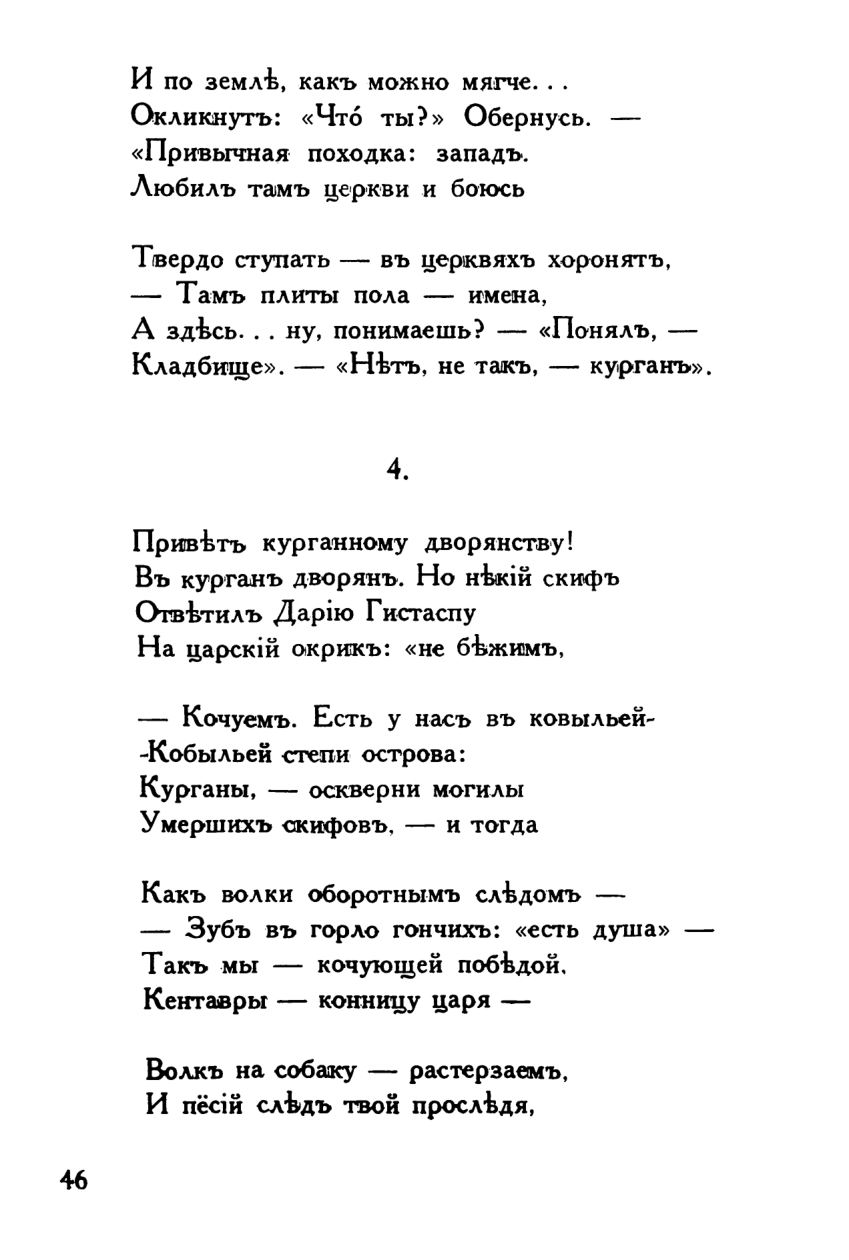 И по землѣ, какъ можно мягче. . .
Окликнутъ: «Что́ ты?» Обернусь. —
«Привычная походка: западъ.
Любилъ тамъ церкви и боюсь
Твердо ступать — въ церквяхъ хоронятъ,
— Тамъ плиты пола — имена,
А здѣсь. . . ну, понимаешь? — «Понялъ, —
Кладбище». — «Нѣтъ, не такъ, — курганъ».
4.
Привѣтъ курганному дворянству!
Въ курганъ дворянъ. Но нѣкій скифъ
Отвѣтилъ Дарію Гистаспу
На царскій окрикъ: «не бѣжимъ,
— Кочуемъ. Есть у насъ въ ковыльей-
-Кобыльей степи острова:
Курганы, — оскверни могилы
Умершихъ скифовъ, — и тогда
Какъ волки оборотнымъ слѣдомъ —
— Зубъ въ горло гончихъ: «есть душа» —
Такъ мы — кочующей побѣдой.
Кентавры — конницу царя —
Волкъ на собаку — растерзаемъ,
И пёсій слѣдъ твой прослѣдя,
46